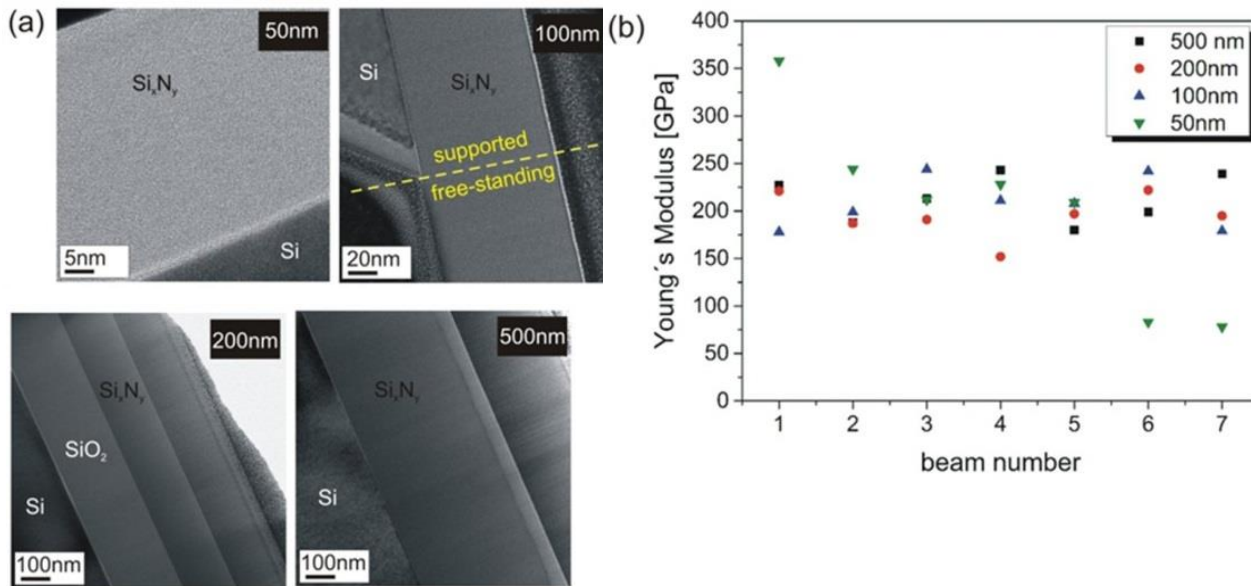 (a)
50nm
SixNy
Si
5nm
100nm
Si
SixNy
supported
free-standing
20nm
200nm
SixNy
SiO2
Si
100nm
500nm
SixNy
Si
100nm
(b)
400
350
300
250
200
150
100
50
0
Young´s Modulus [GPa]
500 nm
200nm
100nm
50nm
1 2 3 4 5 6 7
beam number